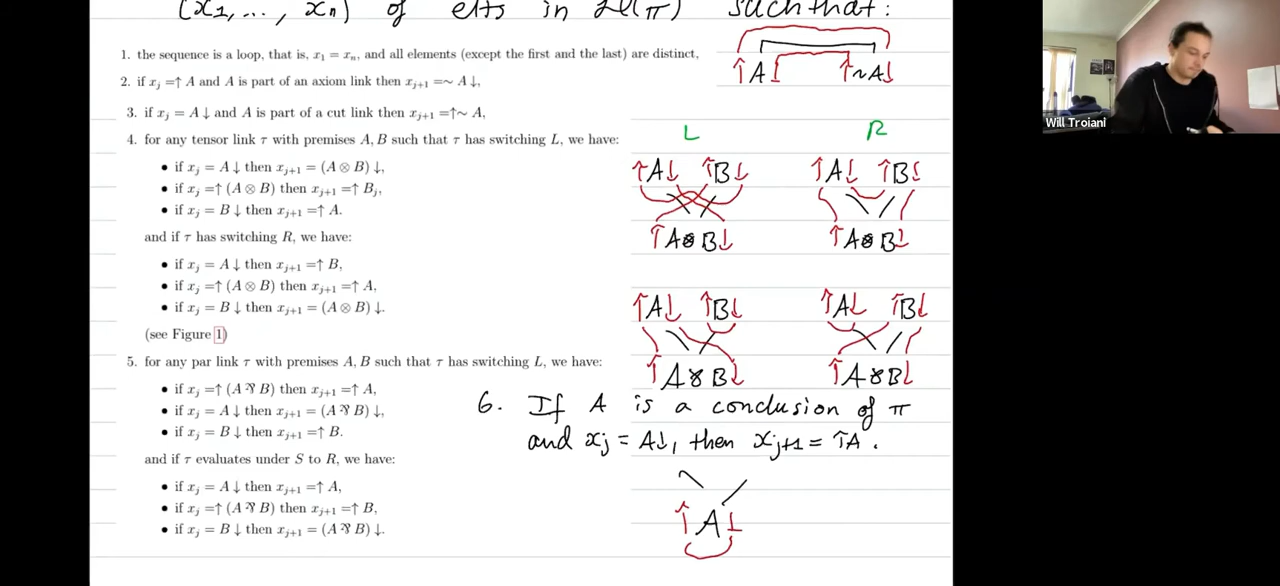 (x1, ..., xn) of elts in (π) such that:
1. the sequence is a loop, that is, x₁ = xₙ, and all elements (except the first and the last) are distinct,
2. if xⱼ =↑ A and A is part of an axiom link then xⱼ₊₁ =∼ A ↓,
3. if xⱼ = A ↓ and A is part of a cut link then xⱼ₊₁ =↑∼ A,
4. for any tensor link τ with premises A, B such that τ has switching L, we have:
• if xⱼ = A ↓ then xⱼ₊₁ = (A ⊗ B) ↓,
• if xⱼ =↑ (A ⊗ B) then xⱼ₊₁ =↑ Bⱼ,
• if xⱼ = B ↓ then xⱼ₊₁ =↑ A.
and if τ has switching R, we have:
• if xⱼ = A ↓ then xⱼ₊₁ =↑ B,
• if xⱼ =↑ (A ⊗ B) then xⱼ₊₁ =↑ A,
• if xⱼ = B ↓ then xⱼ₊₁ = (A ⊗ B) ↓.
(see Figure 1)
5. for any par link τ with premises A, B such that τ has switching L, we have:
• if xⱼ =↑ (A ⅋ B) then xⱼ₊₁ =↑ A,
• if xⱼ = A ↓ then xⱼ₊₁ = (A ⅋ B) ↓,
• if xⱼ = B ↓ then xⱼ₊₁ =↑ B.
and if τ evaluates under S to R, we have:
• if xⱼ = A ↓ then xⱼ₊₁ =↑ A,
• if xⱼ =↑ (A ⅋ B) then xⱼ₊₁ =↑ B,
• if xⱼ = B ↓ then xⱼ₊₁ = (A ⅋ B) ↓.
↑A↓ ↑~A↓
L R
↑A↓ ↑B↓ ↑A↓ ↑B↓
↑A⊗B↓ ↑A⊗B↓
↑A↓ ↑B↓ ↑A↓ ↑B↓
↑A⅋B↓ ↑A⅋B↓
6. If A is a conclusion of π
and xj = A↓, then xj+1 = ↑A.
↑A↓
Will Troiani